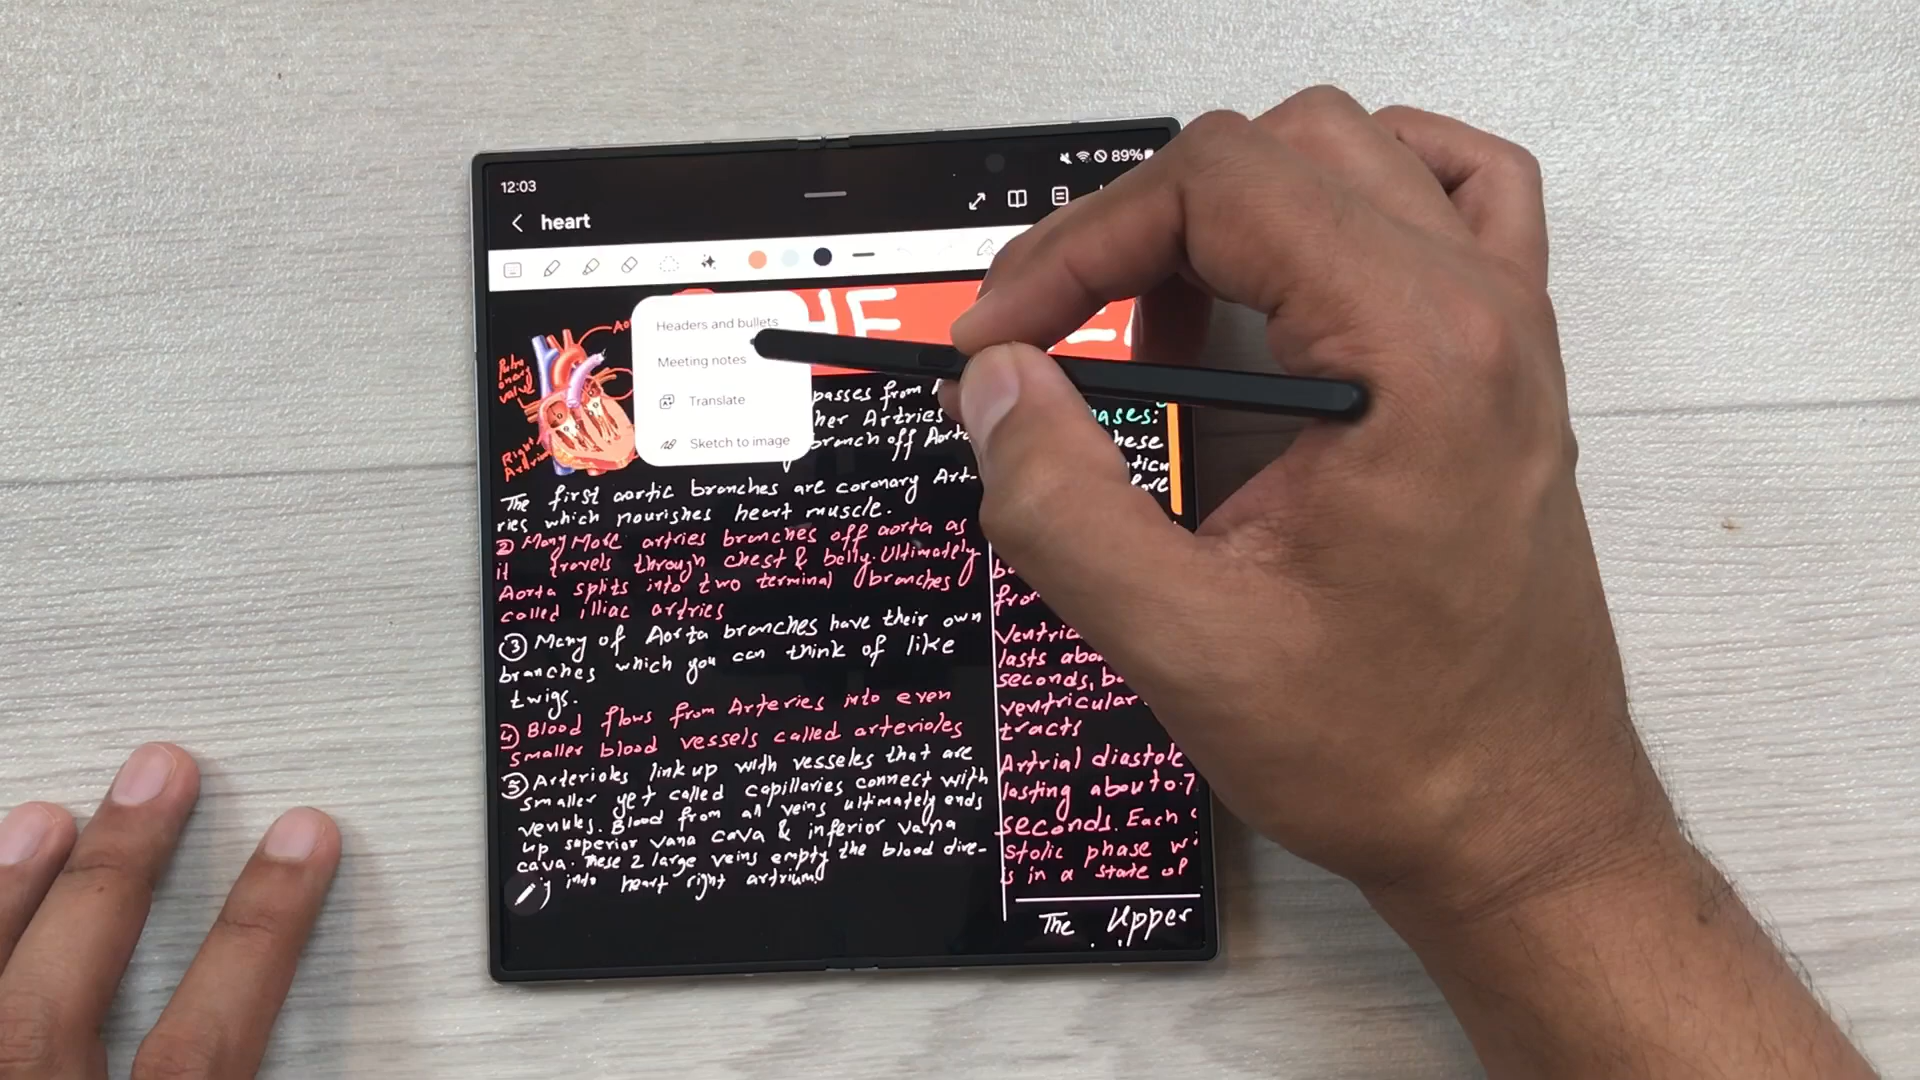 12:03
89%
heart
HE
Headers and bullets
Meeting notes
Translate
Sketch to image
Pulm
onary
valve
Right
passes from
her Artries
branch off Aorta
The first aortic branches are coronary Art-
ries which nourishes heart muscle.
② Many More artries branches off aorta as
it travels through chest & belly. Ultimately
Aorta splits into two terminal branches
called illiac artries
③ Many of Aorta branches have their own
branches which you can think of like
twigs.
④ Blood flows from Arteries into even
smaller blood vessels called arterioles
⑤ Arterioles link up with vesseles that are
smaller yet called capillaries connect with
venules. Blood from all veins ultimately ends
up superior vana cava & inferior vana
cava. These 2 large veins empty the blood dire-
into heart right artrium.
ases:
hese
Ventric
lasts abo
seconds, b
ventricular
tracts
Artrial diastole
lasting about 0.7
seconds. Each
stolic phase
is in a state of
The Upper